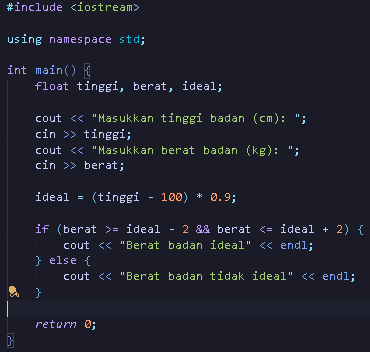 #include <iostream>
using namespace std;
int main() {
float tinggi, berat, ideal;
cout << "Masukkan tinggi badan (cm): ";
cin >> tinggi;
cout << "Masukkan berat badan (kg): ";
cin >> berat;
ideal = (tinggi - 100) * 0.9;
if (berat >= ideal - 2 && berat <= ideal + 2) {
cout << "Berat badan ideal" << endl;
} else {
cout << "Berat badan tidak ideal" << endl;
}
return 0;
}